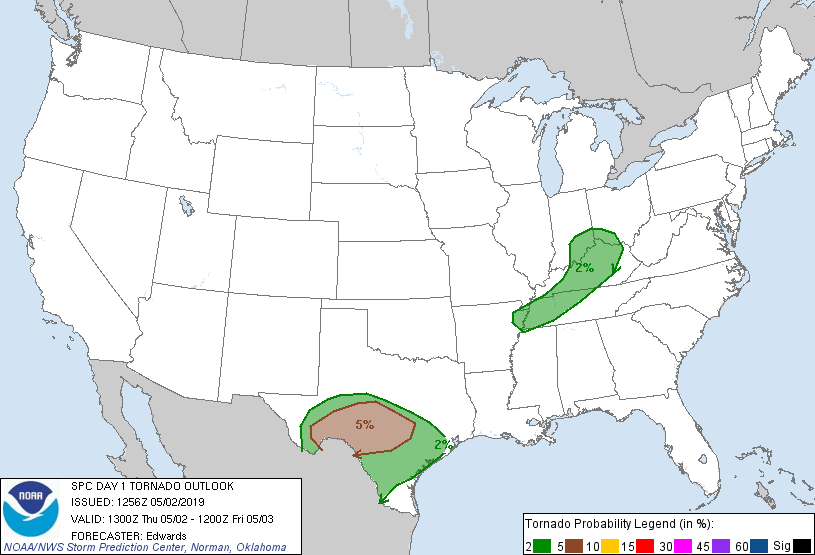 2%
5%
2%
NOAA
SPC DAY 1 TORNADO OUTLOOK
ISSUED: 1256Z 05/02/2019
VALID: 1300Z Thu 05/02 - 1200Z Fri 05/03
FORECASTER: Edwards
NOAA/NWS Storm Prediction Center, Norman, Oklahoma
Tornado Probability Legend (in %):
2 5 10 15 30 45 60 Sig